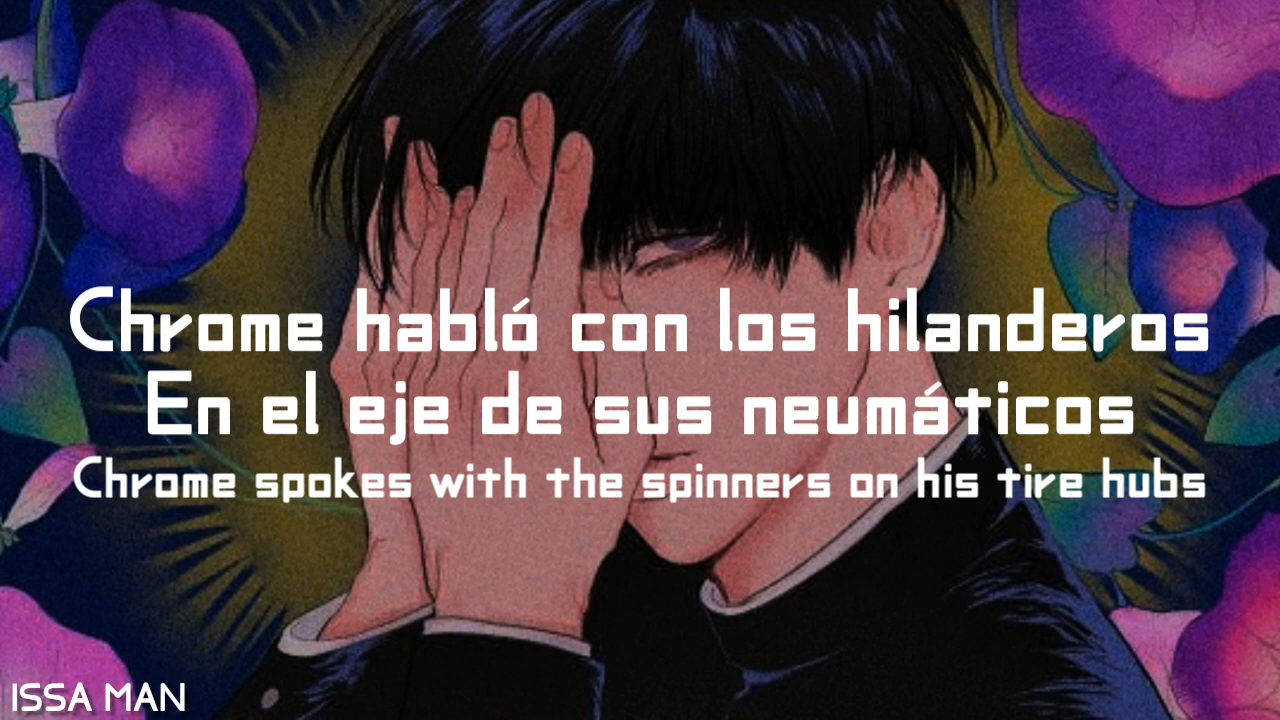 Chrome habló con los hilanderos
En el eje de sus neumáticos
Chrome spokes with the spinners on his tire hubs
ISSA MAN